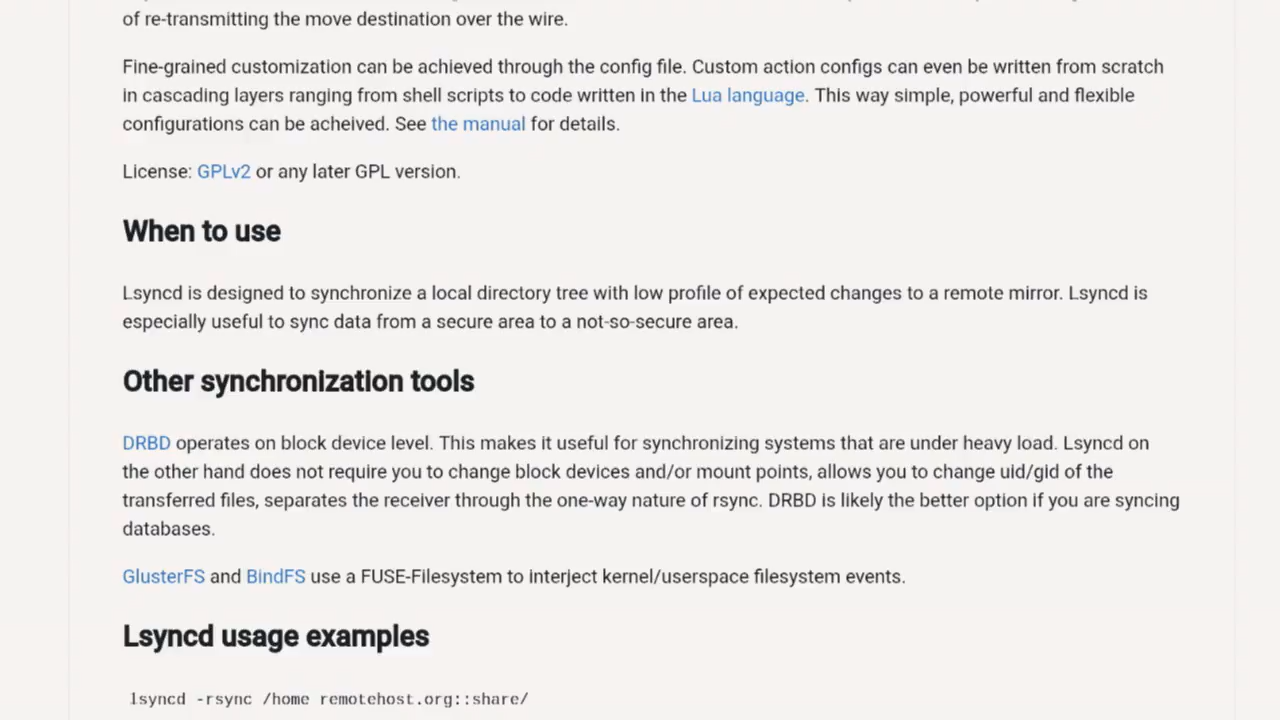 of re-transmitting the move destination over the wire.
Fine-grained customization can be achieved through the config file. Custom action configs can even be written from scratch
in cascading layers ranging from shell scripts to code written in the Lua language. This way simple, powerful and flexible
configurations can be acheived. See the manual for details.
License: GPLv2 or any later GPL version.
When to use
Lsyncd is designed to synchronize a local directory tree with low profile of expected changes to a remote mirror. Lsyncd is
especially useful to sync data from a secure area to a not-so-secure area.
Other synchronization tools
DRBD operates on block device level. This makes it useful for synchronizing systems that are under heavy load. Lsyncd on
the other hand does not require you to change block devices and/or mount points, allows you to change uid/gid of the
transferred files, separates the receiver through the one-way nature of rsync. DRBD is likely the better option if you are syncing
databases.
GlusterFS and BindFS use a FUSE-Filesystem to interject kernel/userspace filesystem events.
Lsyncd usage examples
lsyncd -rsync /home remotehost.org::share/